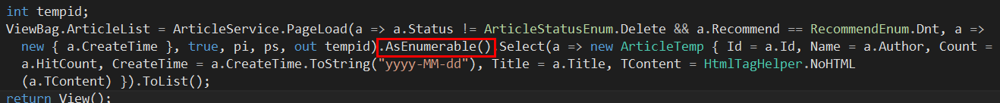 int tempid;
ViewBag.ArticleList = ArticleService.PageLoad(a => a.Status != ArticleStatusEnum.Delete && a.Recommend == RecommendEnum.Dnt, a =>
new { a.CreateTime }, true, pi, ps, out tempid).AsEnumerable().Select(a => new ArticleTemp { Id = a.Id, Name = a.Author, Count =
a.HitCount, CreateTime = a.CreateTime.ToString("yyyy-MM-dd"), Title = a.Title, TContent = HtmlTagHelper.NoHTML
(a.TContent) }).ToList();
return View();